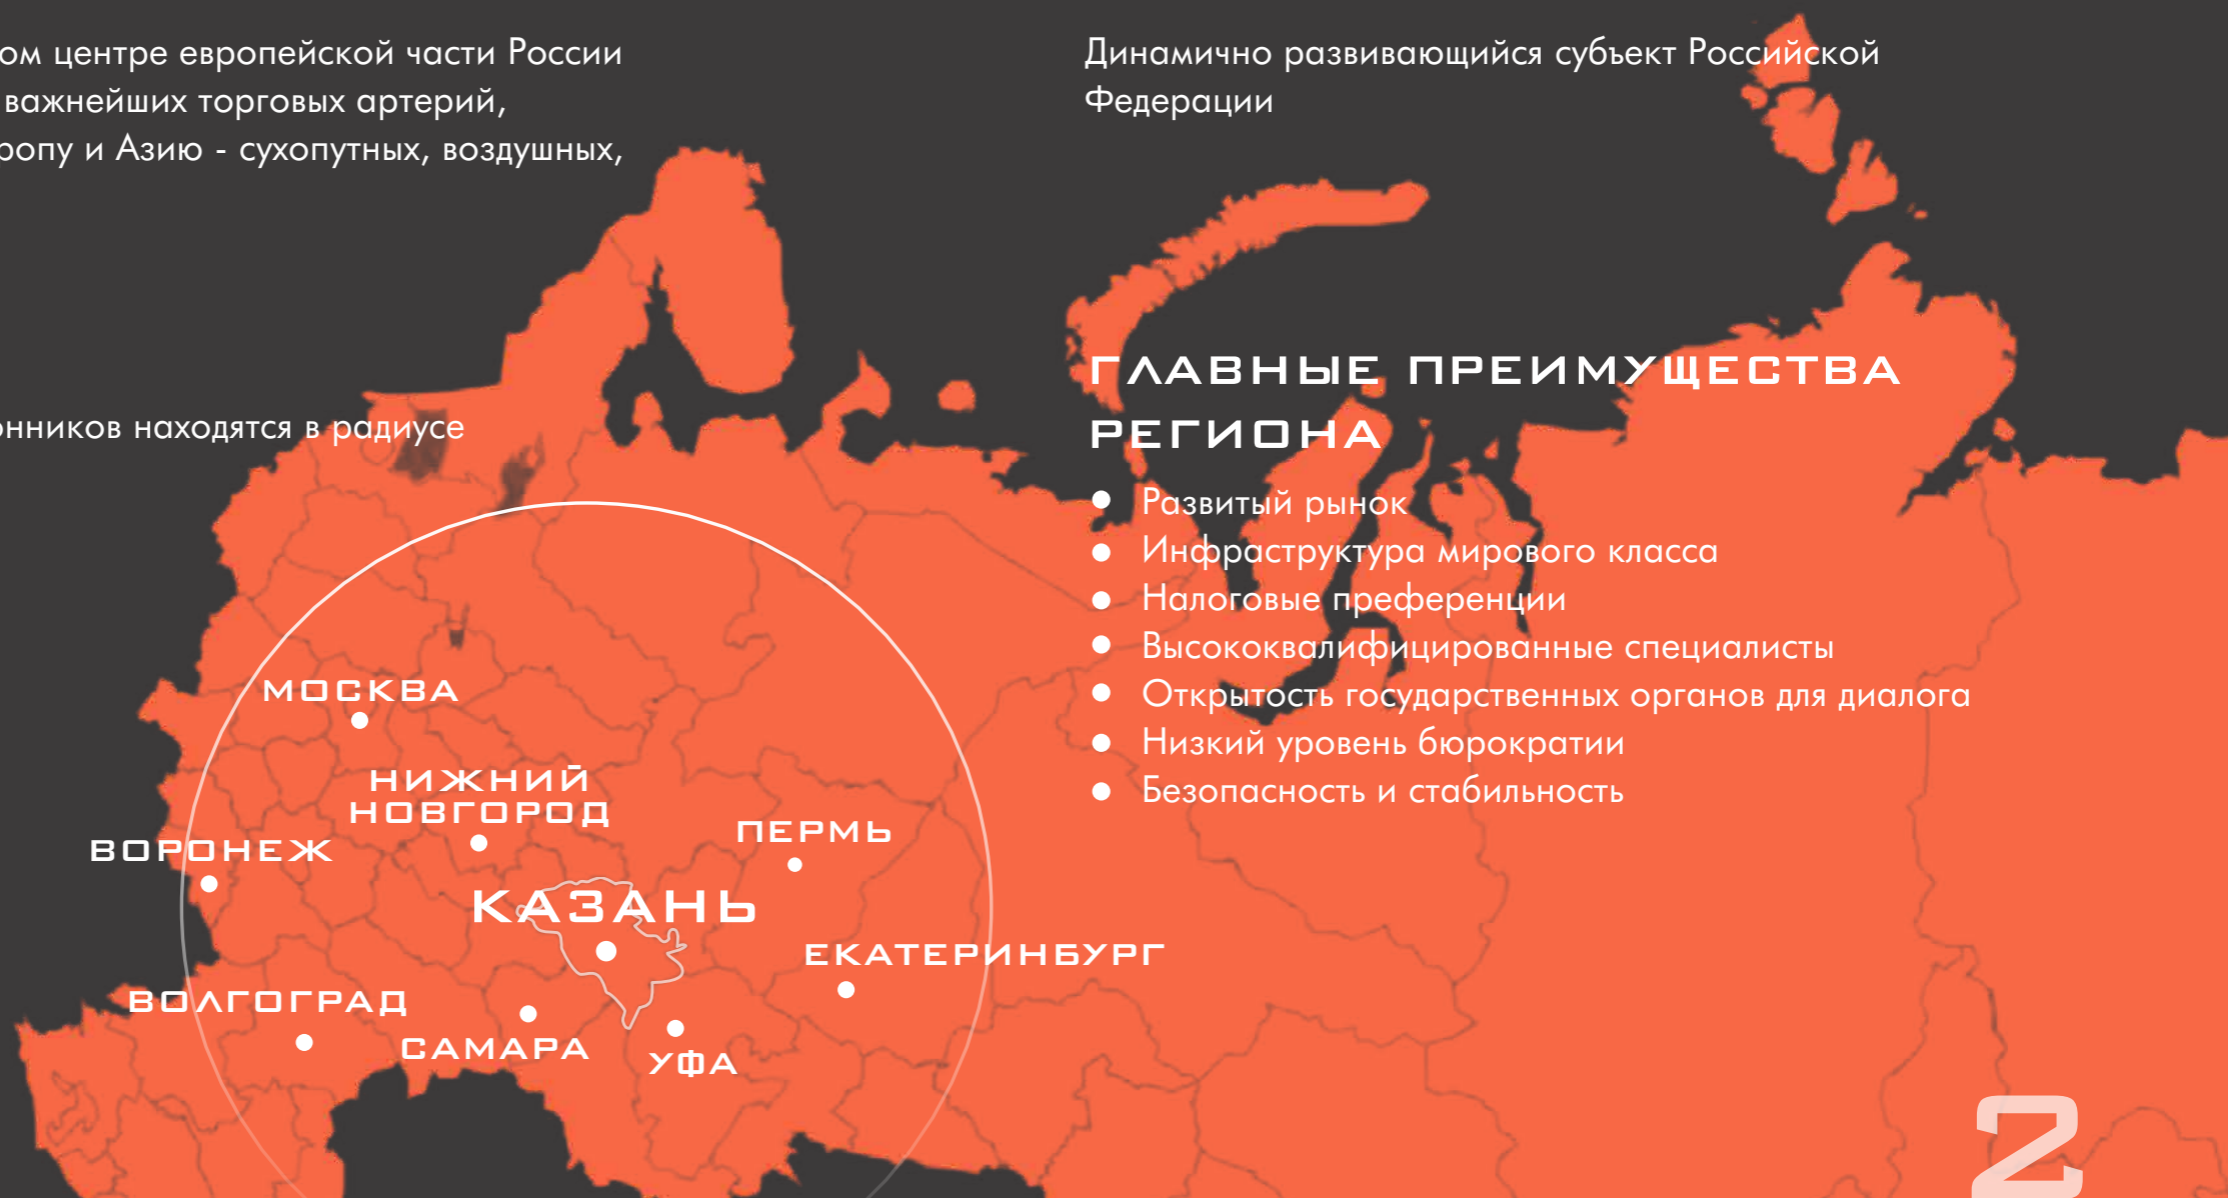 ом центре европейской части России
важнейших торговых артерий,
ропу и Азию - сухопутных, воздушных,
онников находятся в радиусе
Динамично развивающийся субъект Российской
Федерации
ГЛАВНЫЕ ПРЕИМУЩЕСТВА
РЕГИОНА
• Развитый рынок
• Инфраструктура мирового класса
• Налоговые преференции
• Высококвалифицированные специалисты
• Открытость государственных органов для диалога
• Низкий уровень бюрократии
• Безопасность и стабильность
МОСКВА
НИЖНИЙ
НОВГОРОД
ВОРОНЕЖ
ПЕРМЬ
КАЗАНЬ
ЕКАТЕРИНБУРГ
ВОЛГОГРАД
САМАРА
УФА
2